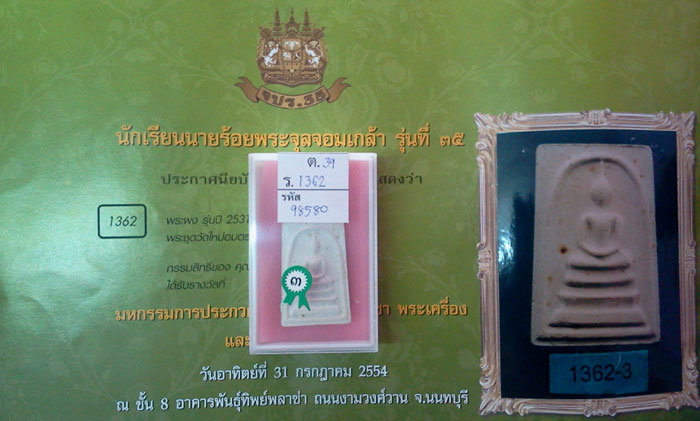 จปร.35
นักเรียนนายร้อยพระจุลจอมเกล้า รุ่นที่ ๓๕
ประกาศนียบั
แสดงว่า
ต. 39
ร. 1362
รหัส
98580
1362
พระผง รุ่นปี 2531
พระชุดวัดใหม่อมตร
กรรมสิทธิ์ของ คุณ
ได้รับรางวัลที่
๓
มหกรรมการประกวด
พระเครื่อง
และ
วันอาทิตย์ที่ 31 กรกฎาคม 2554
ณ ชั้น 8 อาคารพันธุ์ทิพย์พลาซ่า ถนนงามวงศ์วาน จ.นนทบุรี
1362-3